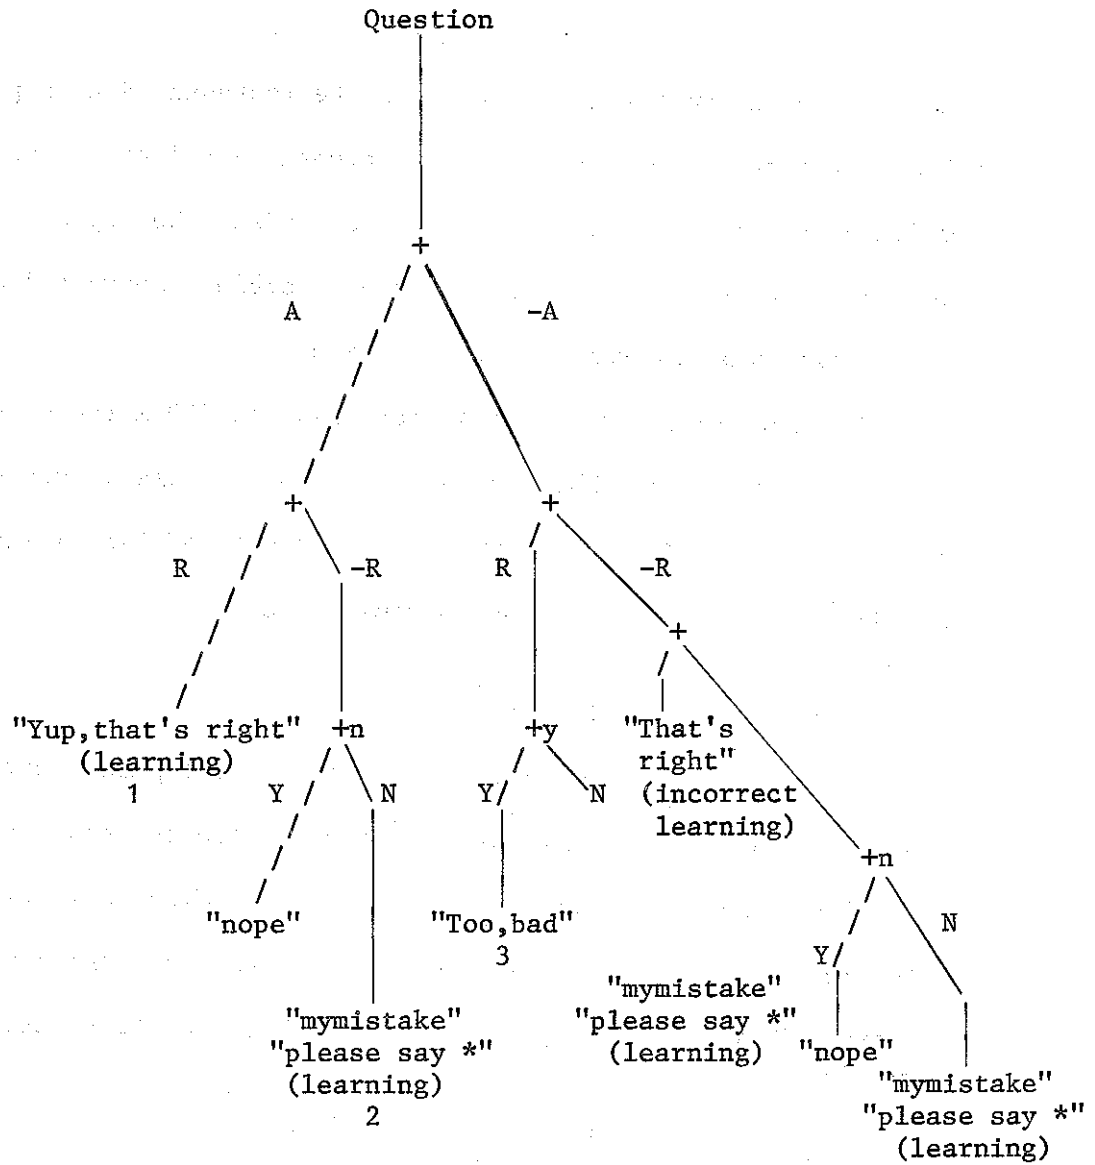 Question
+
A -A
+ +
R -R R -R
+
"Yup,that's right" +n +y "That's
(learning) right"
1 Y N Y N (incorrect
learning)
+n
"nope" "Too,bad" N
3 Y
"mymistake"
"mymistake" "please say *"
"please say *" (learning) "nope"
(learning) "mymistake"
2 "please say *"
(learning)